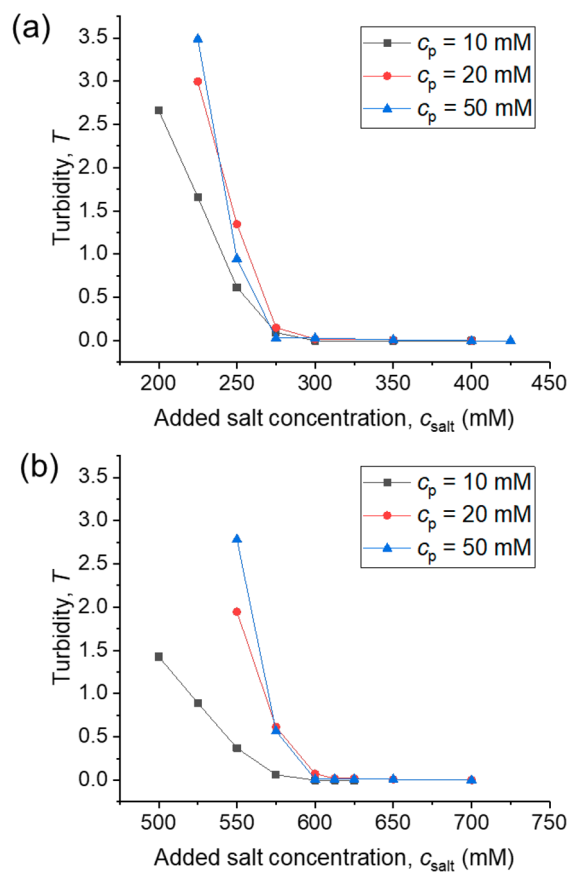 (a)
3.5
3.0
2.5
2.0
1.5
1.0
0.5
0.0
Turbidity, T
cp = 10 mM
cp = 20 mM
cp = 50 mM
200 250 300 350 400 450
Added salt concentration, csalt (mM)
(b)
3.5
3.0
2.5
2.0
1.5
1.0
0.5
0.0
Turbidity, T
cp = 10 mM
cp = 20 mM
cp = 50 mM
500 550 600 650 700 750
Added salt concentration, csalt (mM)